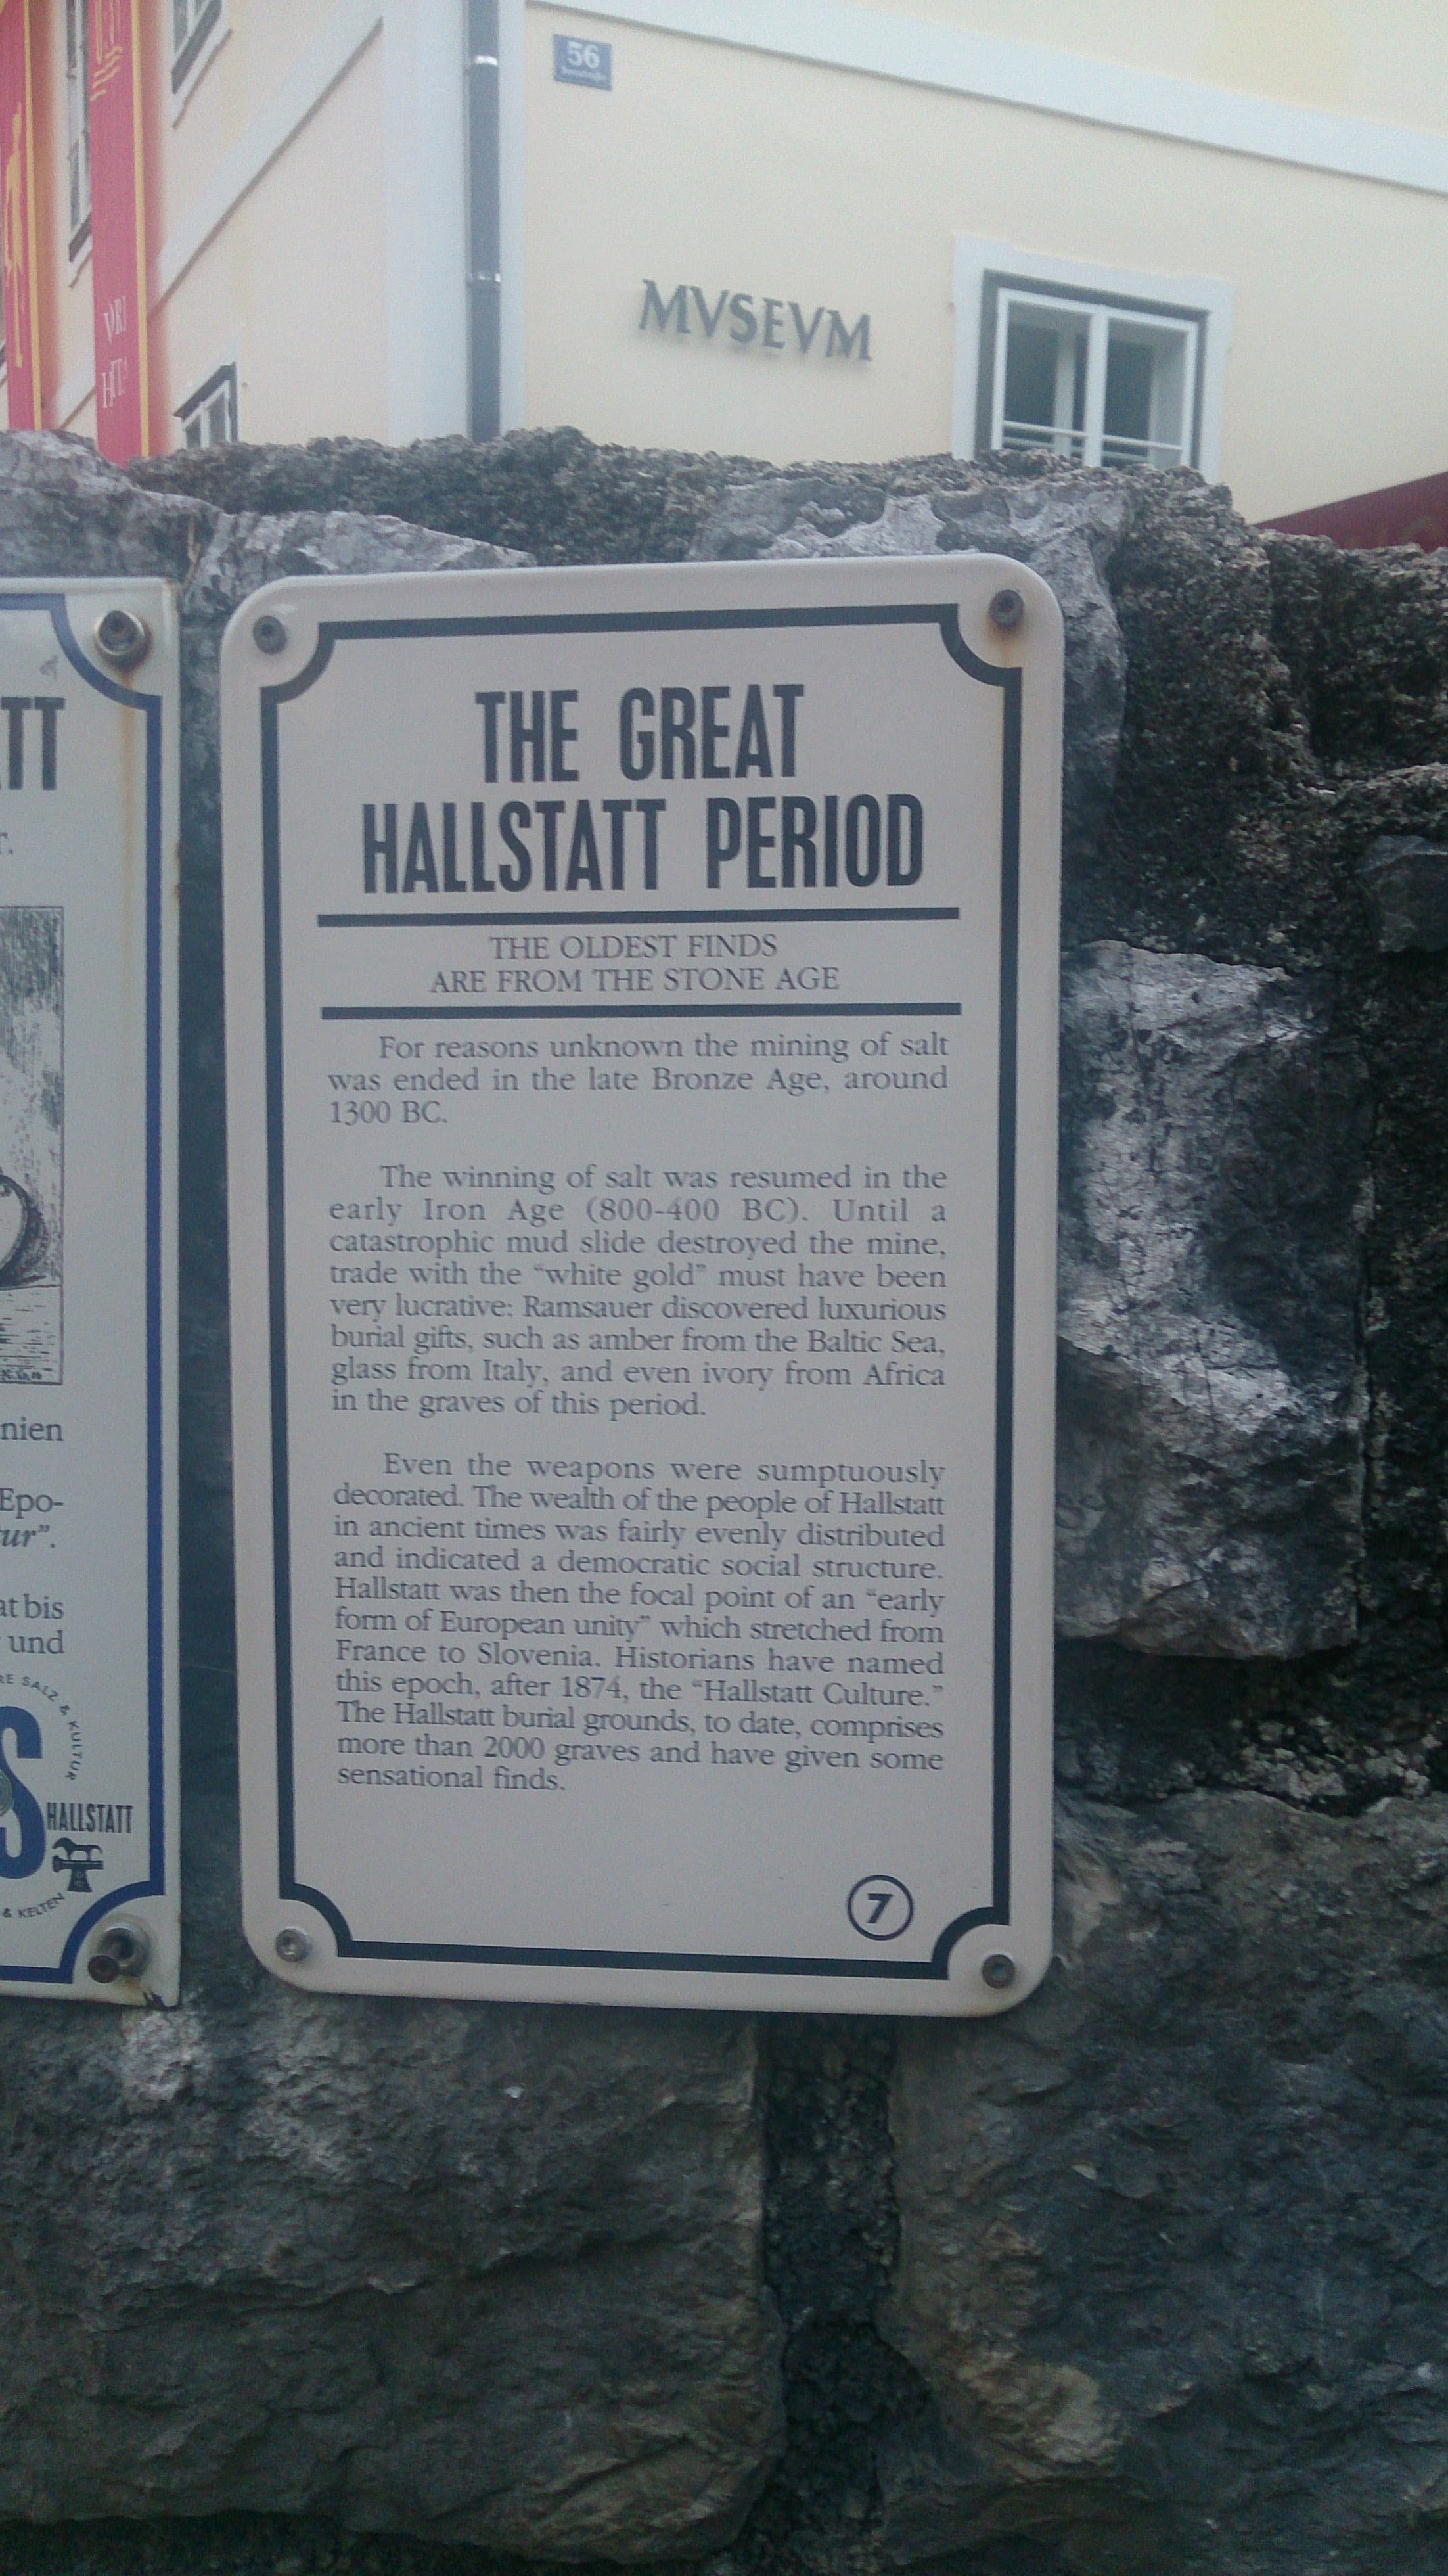 56
MVSEVM
VRI
TT
T.
nien
Epo-
tur".
at bis
und
RE SALZ & KULTUR
S
HALLSTATT
& KELTEN
THE GREAT
HALLSTATT PERIOD
THE OLDEST FINDS
ARE FROM THE STONE AGE
For reasons unknown the mining of salt
was ended in the late Bronze Age, around
1300 BC.
The winning of salt was resumed in the
early Iron Age (800-400 BC). Until a
catastrophic mud slide destroyed the mine,
trade with the "white gold" must have been
very lucrative: Ramsauer discovered luxurious
burial gifts, such as amber from the Baltic Sea,
glass from Italy, and even ivory from Africa
in the graves of this period.
Even the weapons were sumptuously
decorated. The wealth of the people of Hallstatt
in ancient times was fairly evenly distributed
and indicated a democratic social structure.
Hallstatt was then the focal point of an "early
form of European unity" which stretched from
France to Slovenia. Historians have named
this epoch, after 1874, the "Hallstatt Culture."
The Hallstatt burial grounds, to date, comprises
more than 2000 graves and have given some
sensational finds.
7